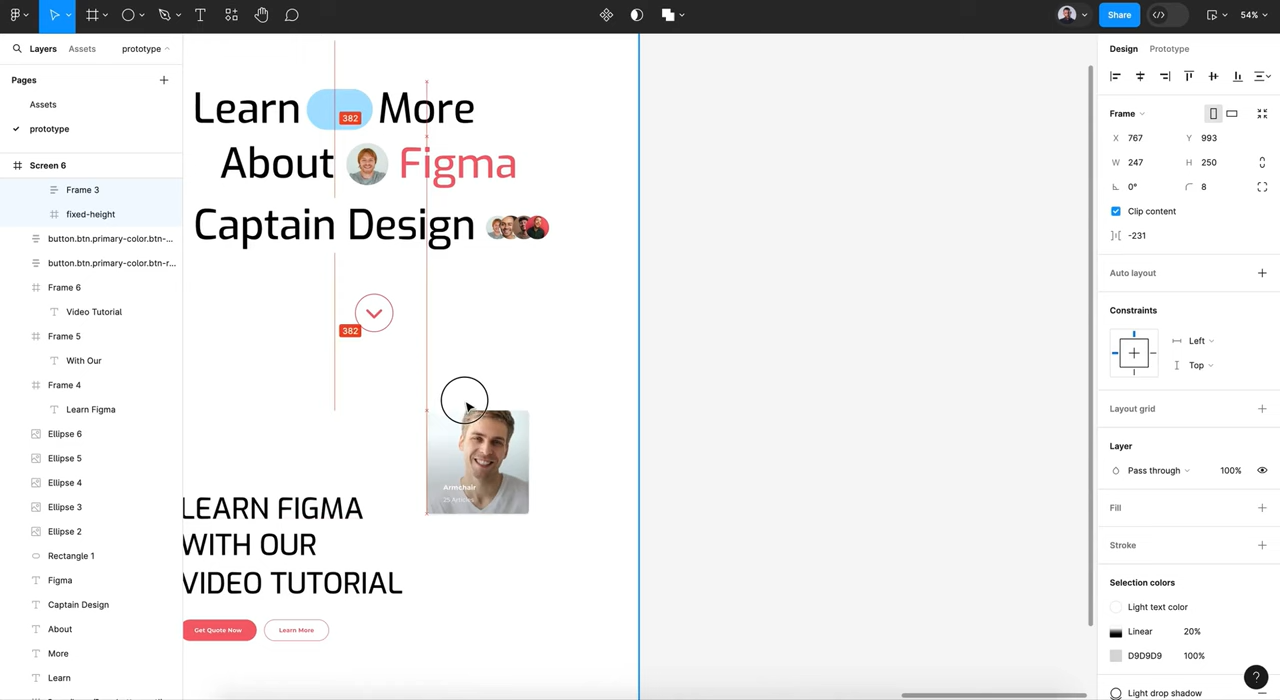 Share
54%
Layers
Assets
prototype
Pages
Assets
prototype
Screen 6
Frame 3
fixed-height
button.btn.primary-color.btn-...
button.btn.primary-color.btn-r...
Frame 6
Video Tutorial
Frame 5
With Our
Frame 4
Learn Figma
Ellipse 6
Ellipse 5
Ellipse 4
Ellipse 3
Ellipse 2
Rectangle 1
Figma
Captain Design
About
More
Learn
Learn More
382
About Figma
Captain Design
382
Armchair
25 Articles
LEARN FIGMA
WITH OUR
VIDEO TUTORIAL
Get Quote Now
Learn More
Design
Prototype
Frame
X 767 Y 993
W 247 H 250
0° 8
Clip content
-231
Auto layout
Constraints
Left
Top
Layout grid
Layer
Pass through 100%
Fill
Stroke
Selection colors
Light text color
Linear 20%
D9D9D9 100%
Light drop shadow
?